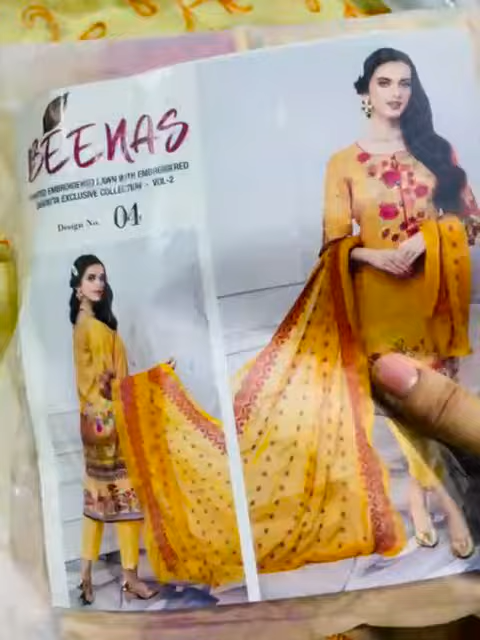 BEENAS
EMBROIDERED LAWN WITH EMBROIDERED
EXCLUSIVE COLLECTION - VOL-2
Design No. 04